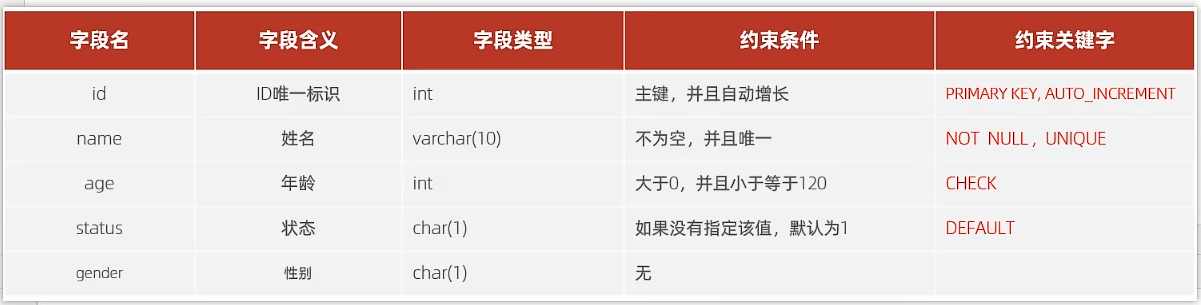 字段名 字段含义 字段类型 约束条件 约束关键字
id ID唯一标识 int 主键，并且自动增长 PRIMARY KEY, AUTO_INCREMENT
name 姓名 varchar(10) 不为空，并且唯一 NOT NULL , UNIQUE
age 年龄 int 大于0，并且小于等于120 CHECK
status 状态 char(1) 如果没有指定该值，默认为1 DEFAULT
gender 性别 char(1) 无